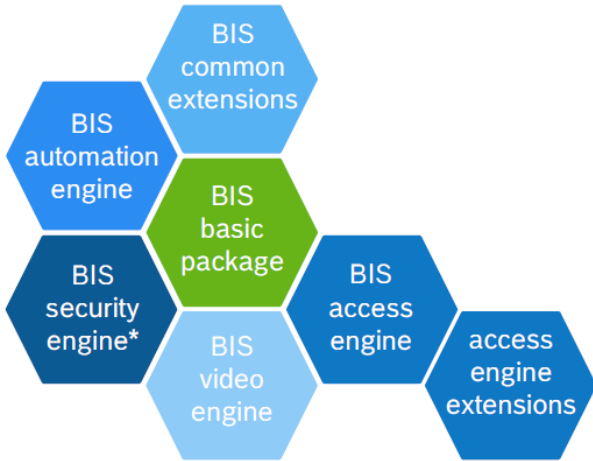 BIS
common
extensions
BIS
automation
engine
BIS
basic
package
BIS
security
engine*
BIS
access
engine
BIS
video
engine
access
engine
extensions